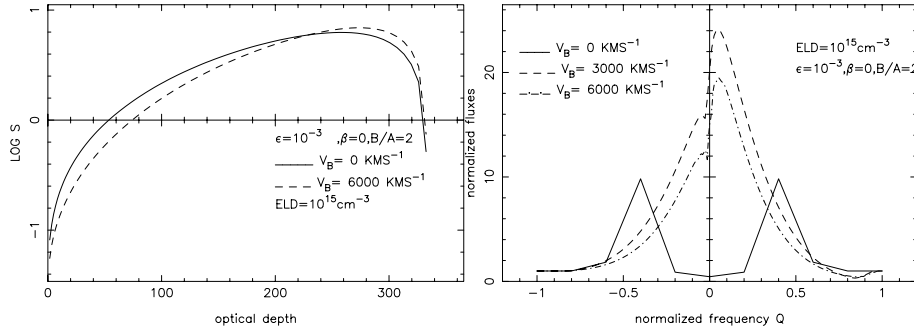 LOG S
1
0
−1
ϵ=10⁻³ ,β=0,B/A=2
V_B= 0 KMS⁻¹
V_B= 6000 KMS⁻¹
ELD=10¹⁵cm⁻³
0 100 200 300
optical depth
normalized fluxes
20
10
0
V_B= 0 KMS⁻¹
V_B= 3000 KMS⁻¹
V_B= 6000 KMS⁻¹
ELD=10¹⁵cm⁻³
ϵ=10⁻³,β=0,B/A=2
−1 −0.5 0 0.5 1
normalized frequency Q